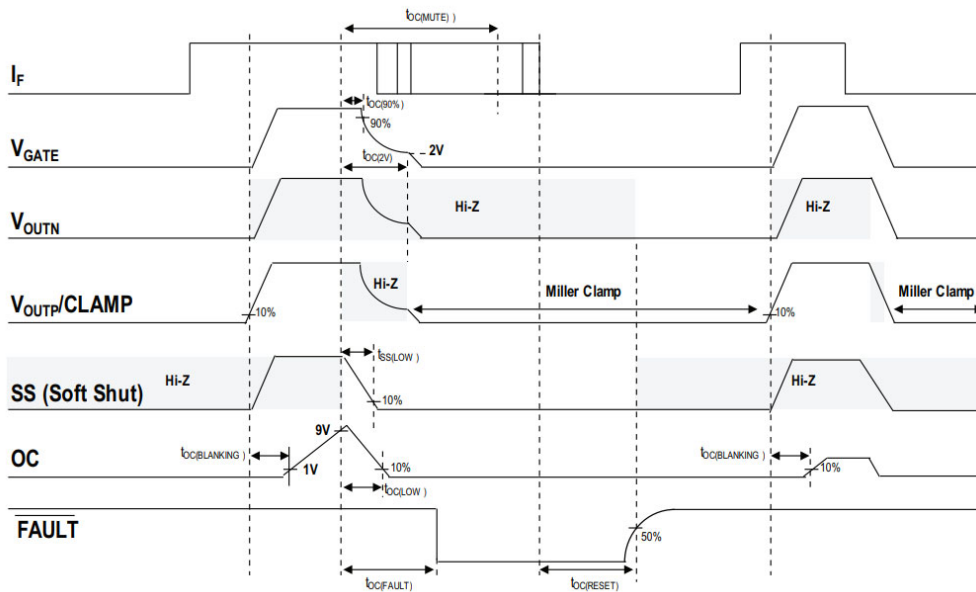 tOC(MUTE)
IF
tOC(90%)
90%
VGATE
tOC(2V)
2V
VOUTN
Hi-Z
Hi-Z
VOUTP/CLAMP
Hi-Z
Miller Clamp
Miller Clamp
10%
10%
SS (Soft Shut)
Hi-Z
tSS(LOW)
10%
Hi-Z
OC
tOC(BLANKING)
9V
1V
10%
tOC(LOW)
tOC(BLANKING)
10%
FAULT
50%
tOC(FAULT)
tOC(RESET)